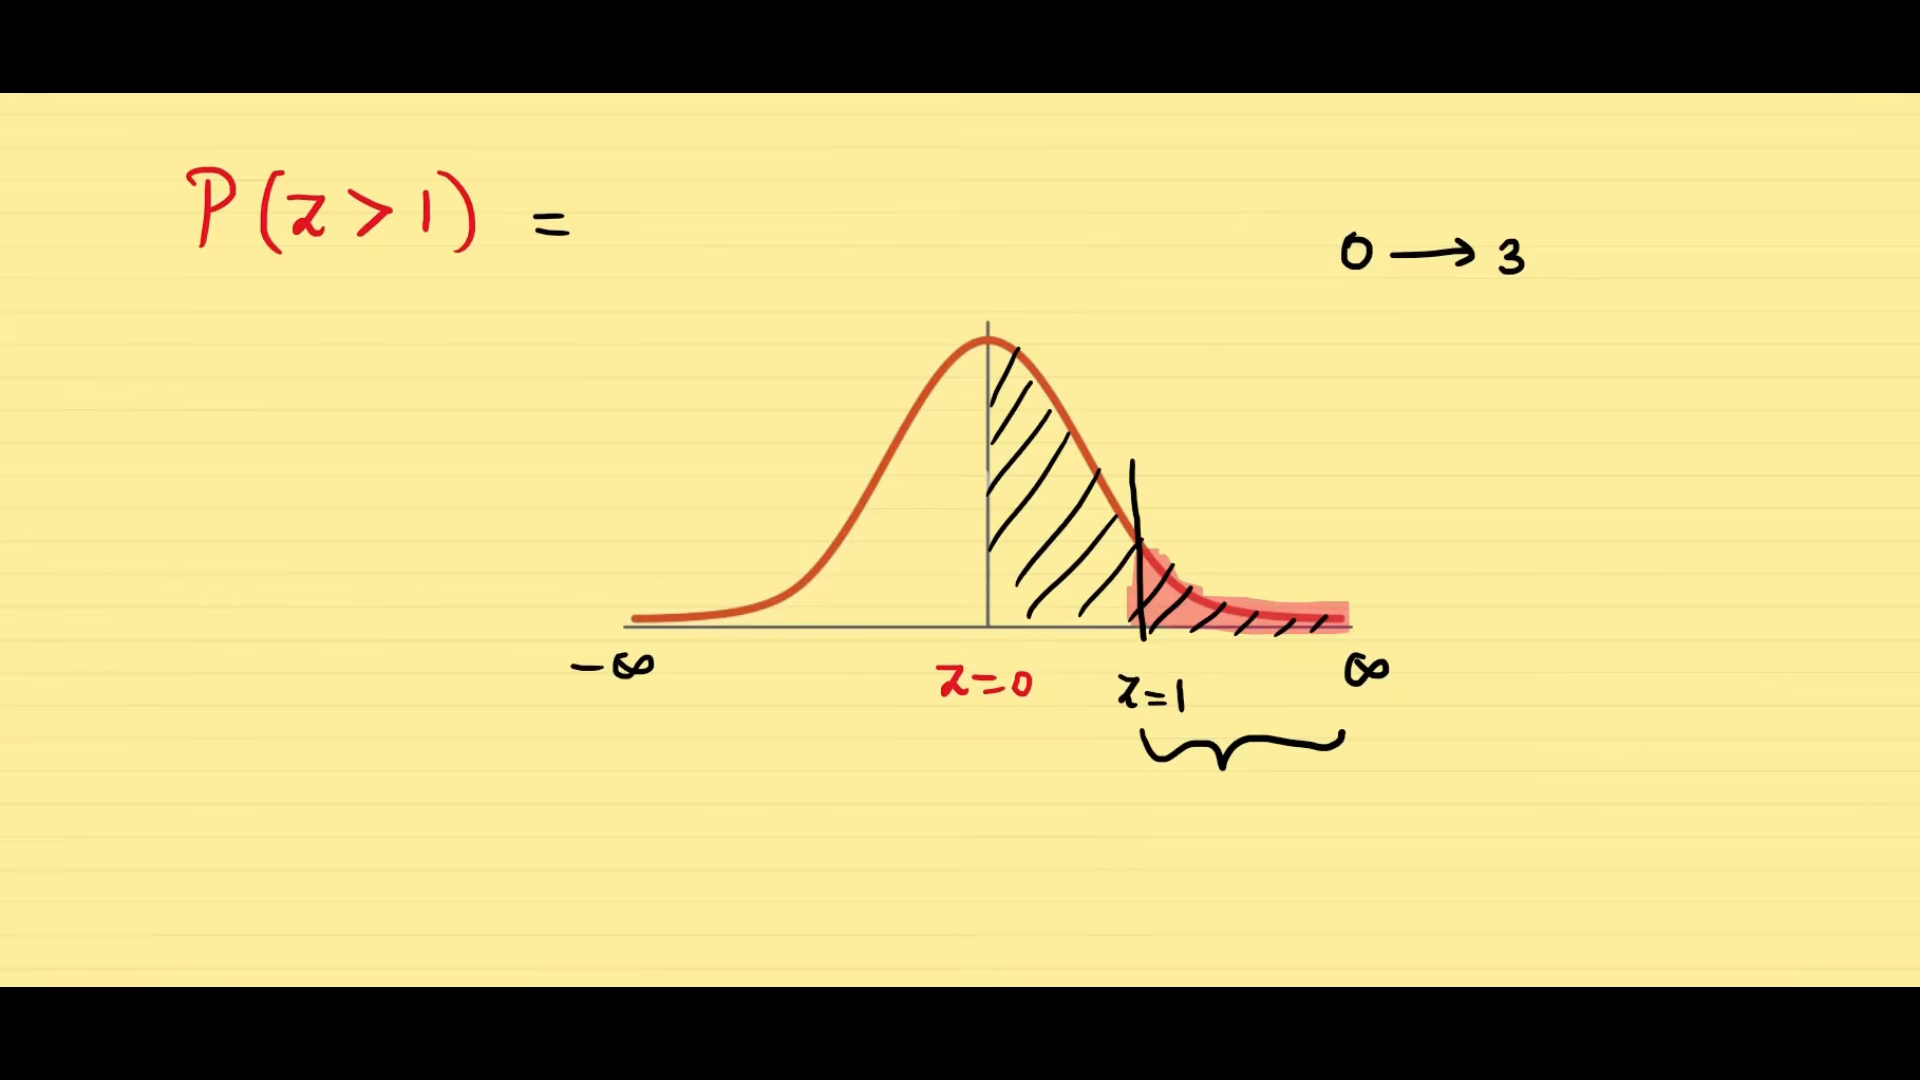 P(z > 1) =
0 → 3
-∞ z=0 z=1 ∞